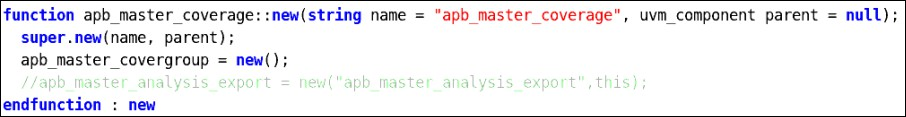 function apb_master_coverage::new(string name = "apb_master_coverage", uvm_component parent = null);
super.new(name, parent);
apb_master_covergroup = new();
//apb_master_analysis_export = new("apb_master_analysis_export",this);
endfunction : new